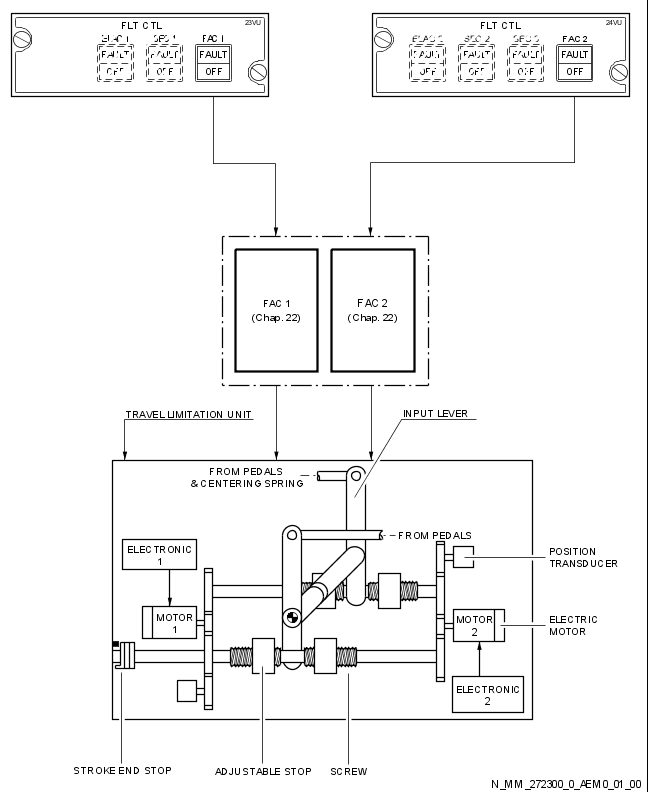 FLT CTL
23VU
ELAC 1 SEC 1 FAC 1
FAULT FAULT FAULT
OFF OFF OFF
FLT CTL
24VU
ELAC 2 SEC 2 SEC 3 FAC 2
FAULT FAULT FAULT FAULT
OFF OFF OFF OFF
FAC 1
(Chap. 22)
FAC 2
(Chap. 22)
TRAVEL LIMITATION UNIT
INPUT LEVER
FROM PEDALS
& CENTERING SPRING
FROM PEDALS
ELECTRONIC
1
POSITION
TRANSDUCER
MOTOR
1
MOTOR
2
ELECTRIC
MOTOR
ELECTRONIC
2
STROKE END STOP
ADJUSTABLE STOP
SCREW
N_MM_272300_0_AEM0_01_00